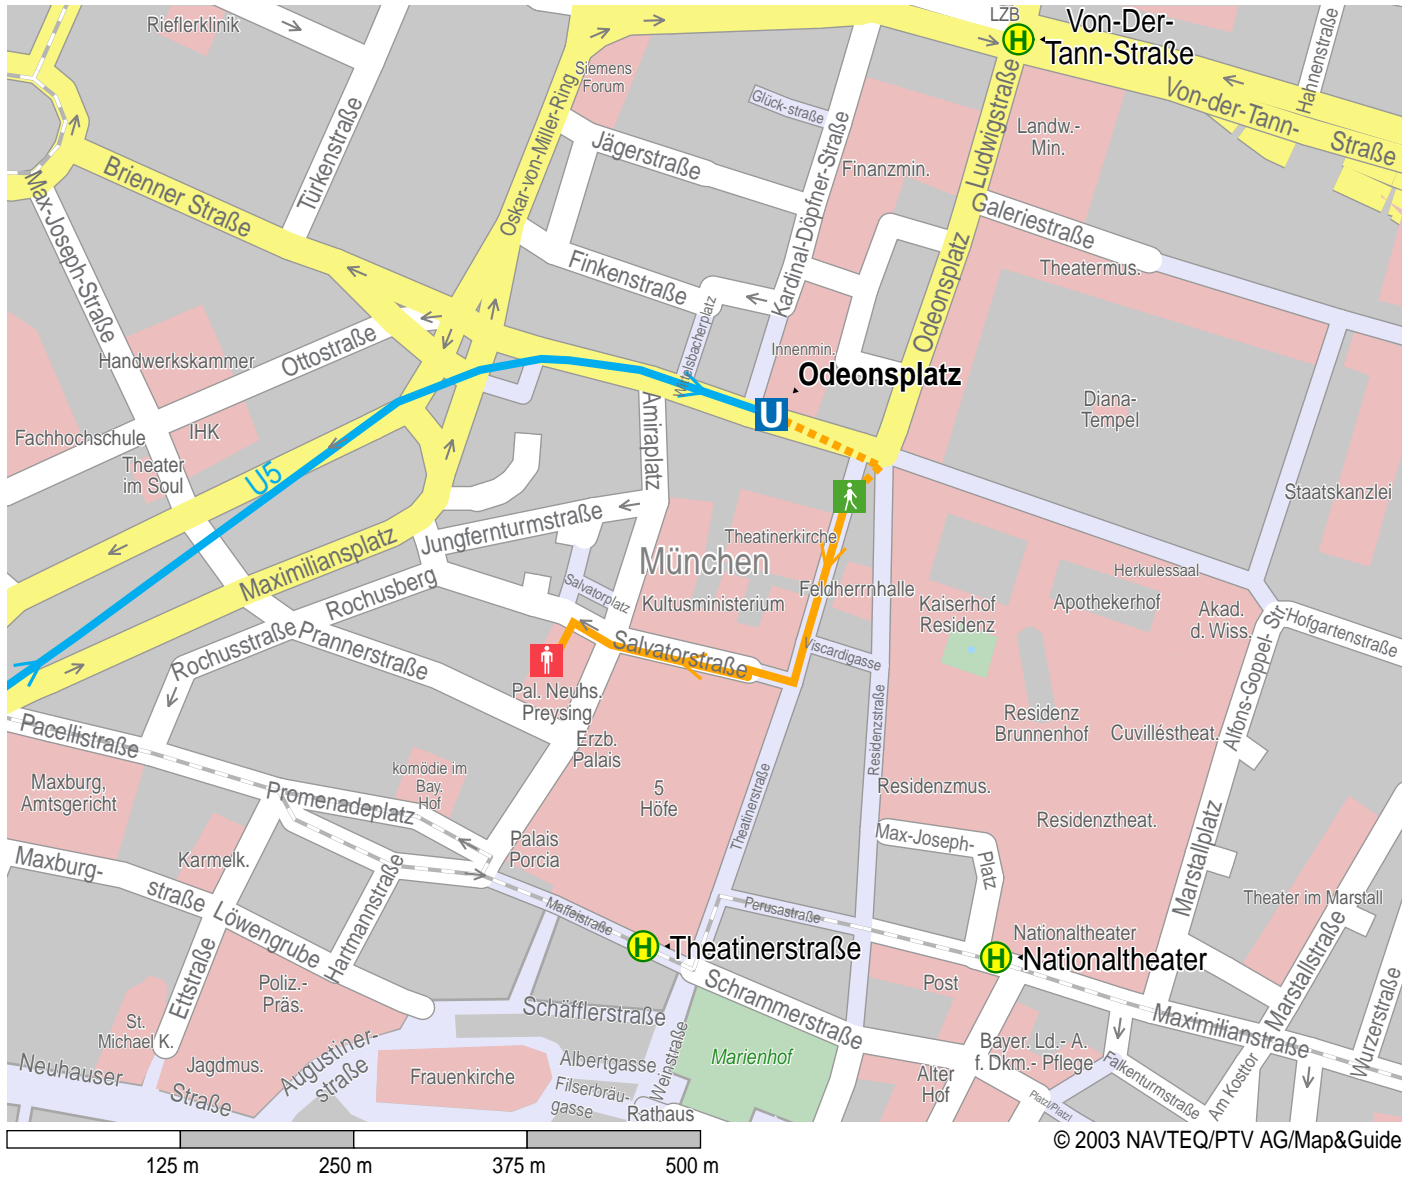 LZB
Von-Der-
Tann-Straße
H
Rieflerklinik
Siemens
Forum
Glück-straße
Hahnenstraße
Von-der-Tann-
Straße
Landw.-
Min.
Finanzmin.
Ludwigstraße
Jägerstraße
Türkenstraße
Oskar-von-Miller-Ring
Brienner Straße
Max-Joseph-Straße
Kardinal-Döpfner-Straße
Galeriestraße
Theatermus.
Finkenstraße
Wittelsbacherplatz
Odeonsplatz
Innenmin.
Odeonsplatz
U
Handwerkskammer
Ottostraße
Diana-
Tempel
Amiraplatz
Fachhochschule
IHK
Theater
im Soul
U5
Staatskanzlei
Jungfernturmstraße
Maximiliansplatz
München
Theatinerkirche
Feldherrnhalle
Herkulessaal
Kultusministerium
Salvatorplatz
Rochusberg
Kaiserhof
Residenz
Apothekerhof
Akad.
d. Wiss.
Hofgartenstraße
Alfons-Goppel- Str.
Rochusstraße
Prannerstraße
Salvatorstraße
Viscardigasse
Pal. Neuhs.
Preysing
Residenzstraße
Residenz
Brunnenhof
Cuvilléstheat.
Pacellistraße
Erzb.
Palais
Maxburg,
Amtsgericht
komödie im
Bay.
Hof
5
Höfe
Theatinerstraße
Residenzmus.
Promenadeplatz
Residenztheat.
Max-Joseph-
Platz
Palais
Porcia
Karmelk.
Maxburg-
straße
Marstallplatz
Theater im Marstall
Hartmannstraße
Löwengrube
Maffeistraße
Perusastraße
H
Theatinerstraße
Nationaltheater
H
Nationaltheater
Marstallstraße
Ettstraße
Poliz.-
Präs.
Schrammerstraße
Post
Schäfflerstraße
Maximilianstraße
Wurzerstraße
St.
Michael K.
Jagdmus.
Augustiner-
straße
Albertgasse
Weinstraße
Marienhof
Bayer. Ld.- A.
f. Dkm.- Pflege
Neuhauser
Straße
Frauenkirche
Filserbräu-
gasse
Rathaus
Alter
Hof
Falkenturmstraße
Am Kosttor
Platzl/Platzl
125 m
250 m
375 m
500 m
© 2003 NAVTEQ/PTV AG/Map&Guide